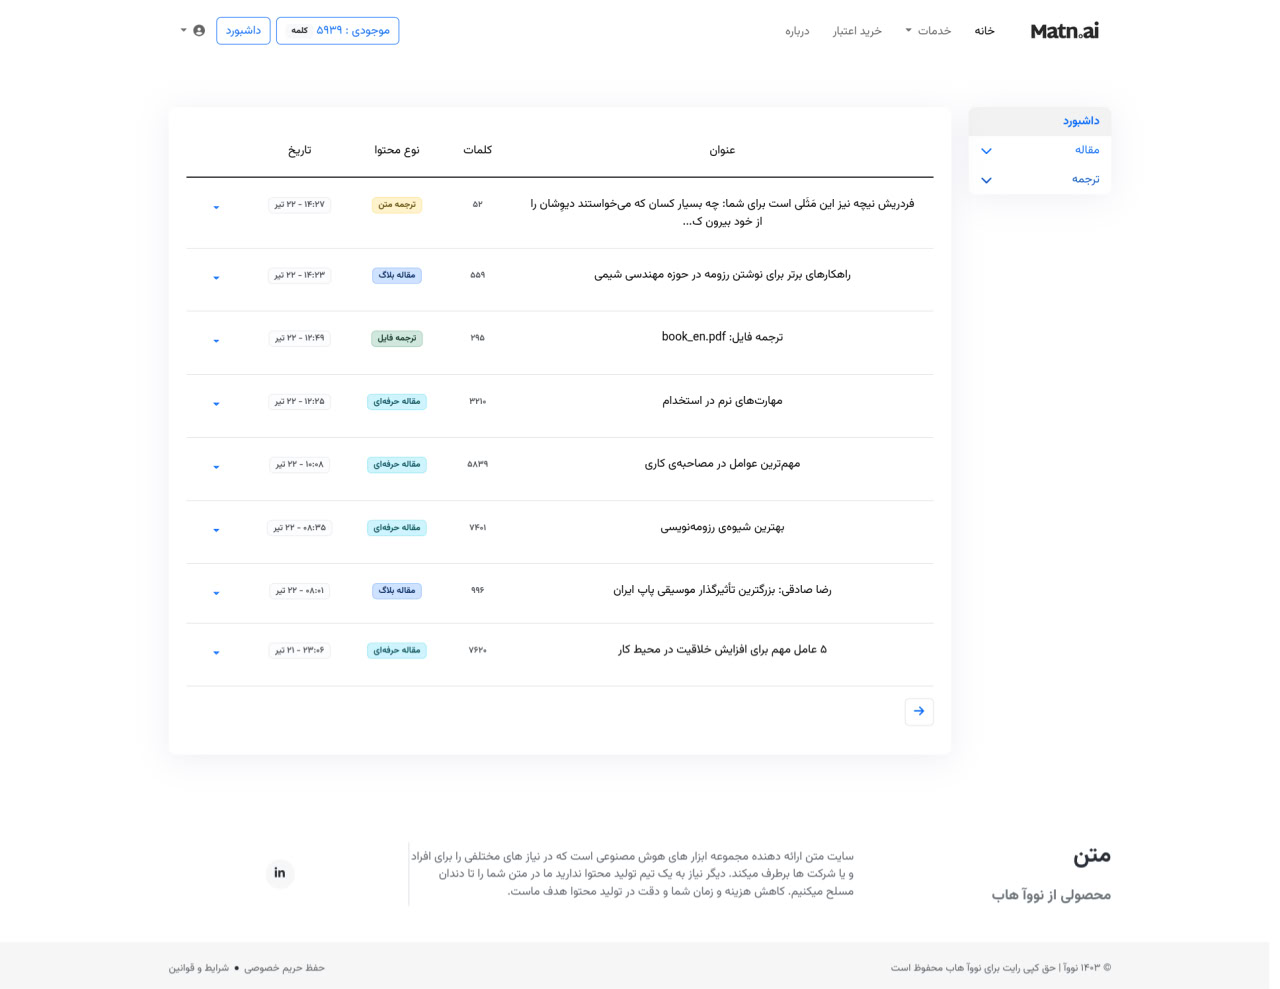 Matn.ai
خانه
خدمات
خرید اعتبار
درباره
موجودی : ۵۹۳۹ کلمه
داشبورد
داشبورد
مقاله
ترجمه
عنوان
کلمات
نوع محتوا
تاریخ
فردریش نیچه نیز این مَثَلی است برای شما: چه بسیار کسان که می‌خواستند دیوشان را
از خود بیرون ک...
۵۲
ترجمه متن
۱۴:۲۷ - ۲۲ تیر
راهکارهای برتر برای نوشتن رزومه در حوزه مهندسی شیمی
۵۵۹
مقاله بلاگ
۱۴:۲۳ - ۲۲ تیر
ترجمه فایل: book_en.pdf
۲۹۵
ترجمه فایل
۱۲:۴۹ - ۲۲ تیر
مهارت‌های نرم در استخدام
۳۲۱۰
مقاله حرفه‌ای
۱۲:۲۵ - ۲۲ تیر
مهم‌ترین عوامل در مصاحبه‌ی کاری
۵۸۳۹
مقاله حرفه‌ای
۱۰:۰۸ - ۲۲ تیر
بهترین شیوه‌ی رزومه‌نویسی
۷۴۰۱
مقاله حرفه‌ای
۰۸:۳۵ - ۲۲ تیر
رضا صادقی: بزرگترین تأثیرگذار موسیقی پاپ ایران
۹۹۶
مقاله بلاگ
۰۸:۰۱ - ۲۲ تیر
۵ عامل مهم برای افزایش خلاقیت در محیط کار
۷۶۲۰
مقاله حرفه‌ای
۲۳:۰۶ - ۲۱ تیر
متن
محصولی از نووآ هاب
سایت متن ارائه دهنده مجموعه ابزار های هوش مصنوعی است که در نیاز های مختلفی را برای افراد
و یا شرکت ها برطرف میکند. دیگر نیاز به یک تیم تولید محتوا ندارید ما در متن شما را تا دندان
مسلح میکنیم. کاهش هزینه و زمان شما و دقت در تولید محتوا هدف ماست.
in
© ۱۴۰۳ نووآ | حق کپی رایت برای نووآ هاب محفوظ است
حفظ حریم خصوصی • شرایط و قوانین